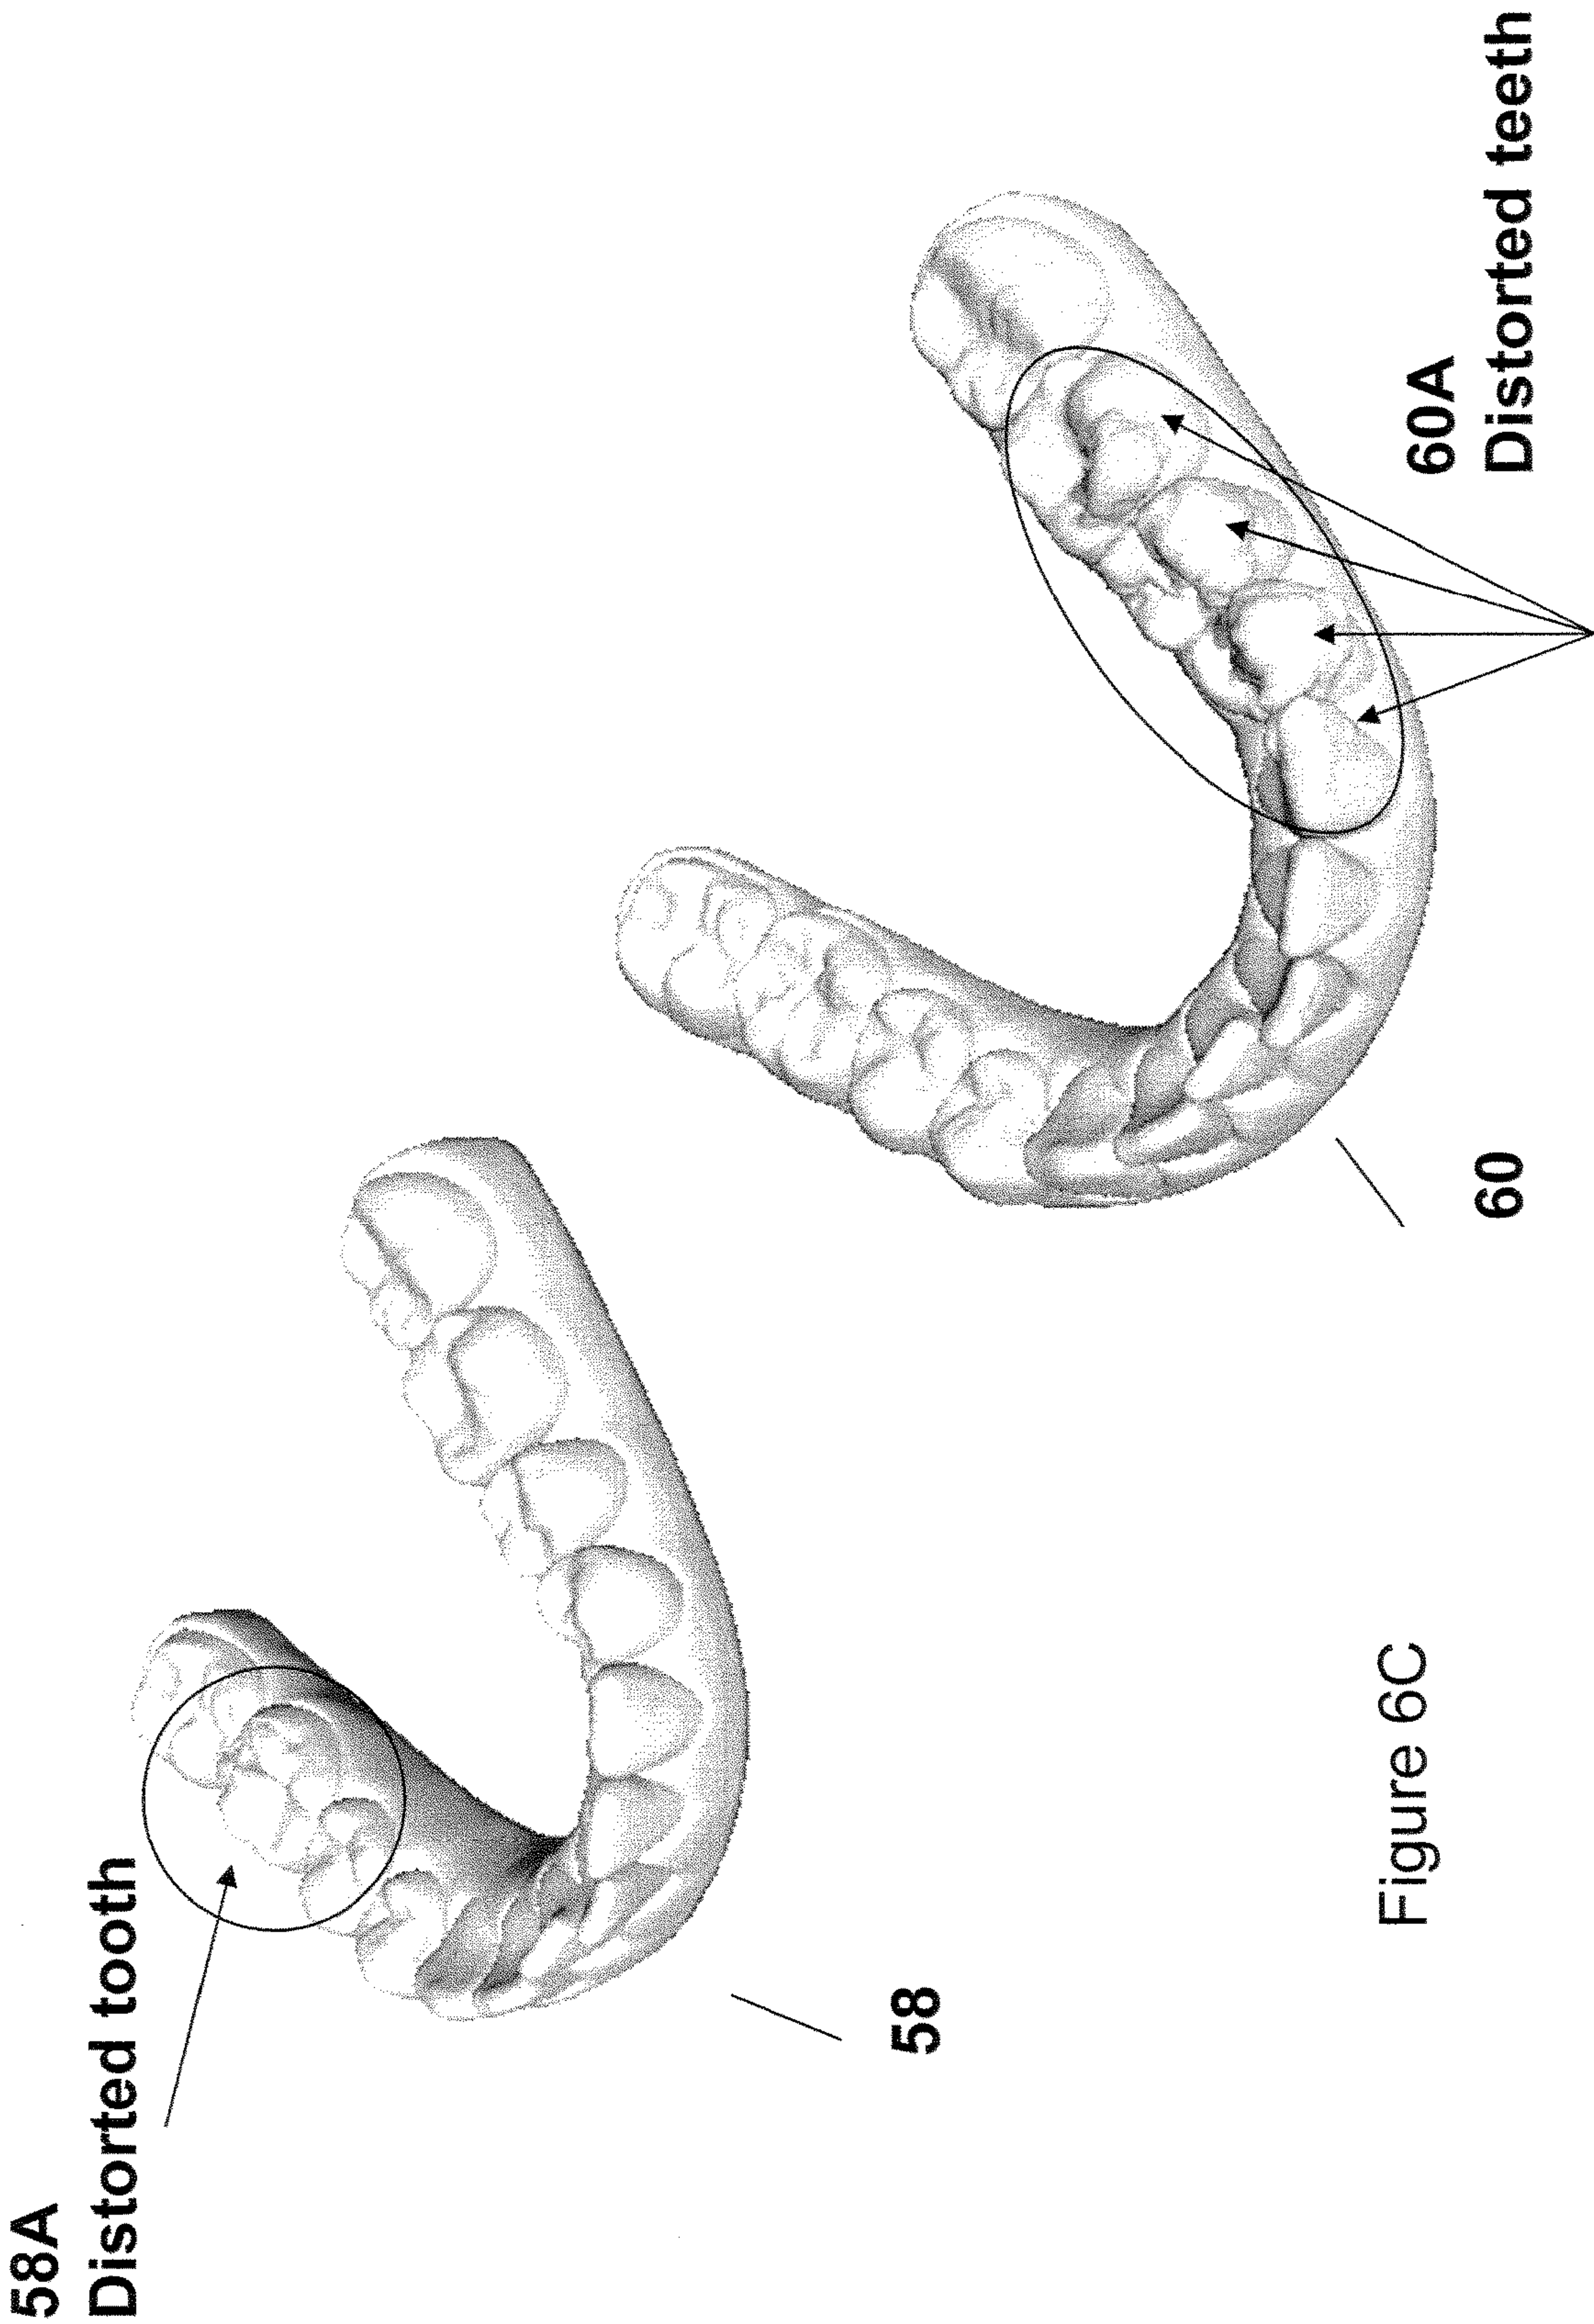 58A
Distorted tooth
58
60
60A
Distorted teeth
Figure 6C